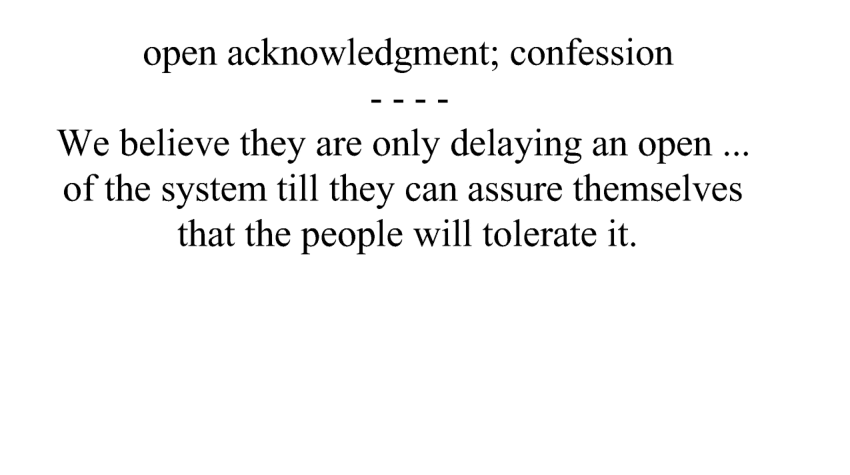 open acknowledgment; confession
- - - -
We believe they are only delaying an open ...
of the system till they can assure themselves
that the people will tolerate it.